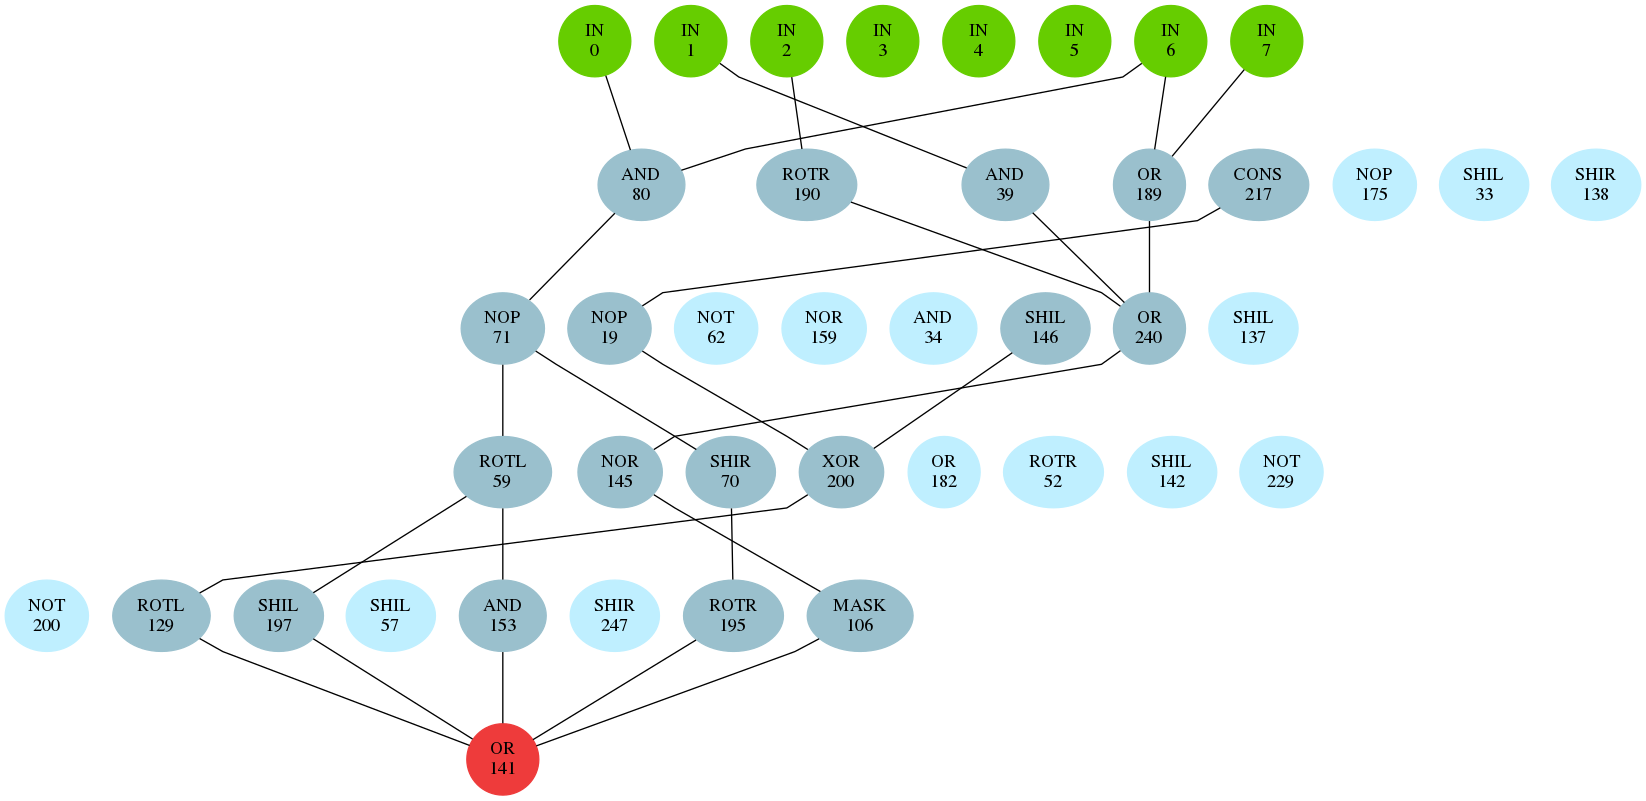 IN
0
IN
1
IN
2
IN
3
IN
4
IN
5
IN
6
IN
7
AND
80
ROTR
190
AND
39
OR
189
CONS
217
NOP
175
SHIL
33
SHIR
138
NOP
71
NOP
19
NOT
62
NOR
159
AND
34
SHIL
146
OR
240
SHIL
137
ROTL
59
NOR
145
SHIR
70
XOR
200
OR
182
ROTR
52
SHIL
142
NOT
229
NOT
200
ROTL
129
SHIL
197
SHIL
57
AND
153
SHIR
247
ROTR
195
MASK
106
OR
141